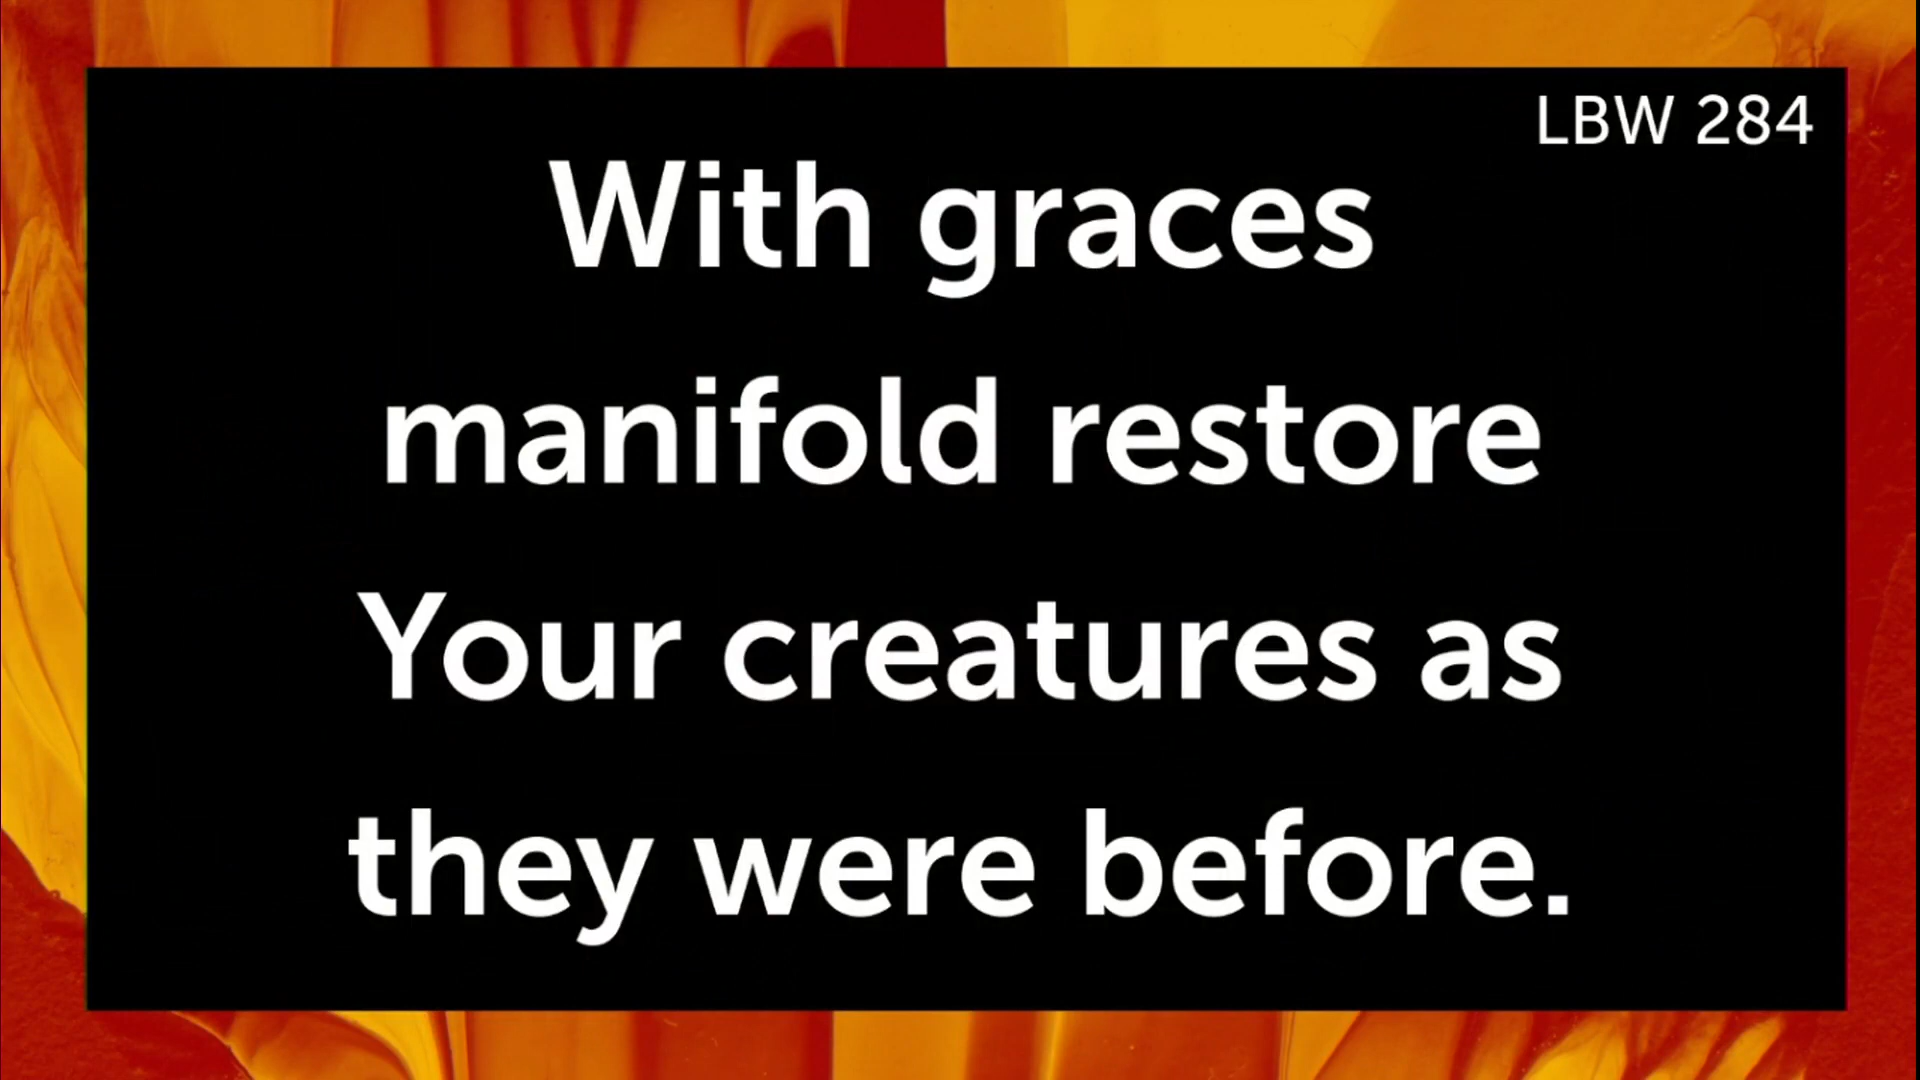 LBW 284
With graces
manifold restore
Your creatures as
they were before.